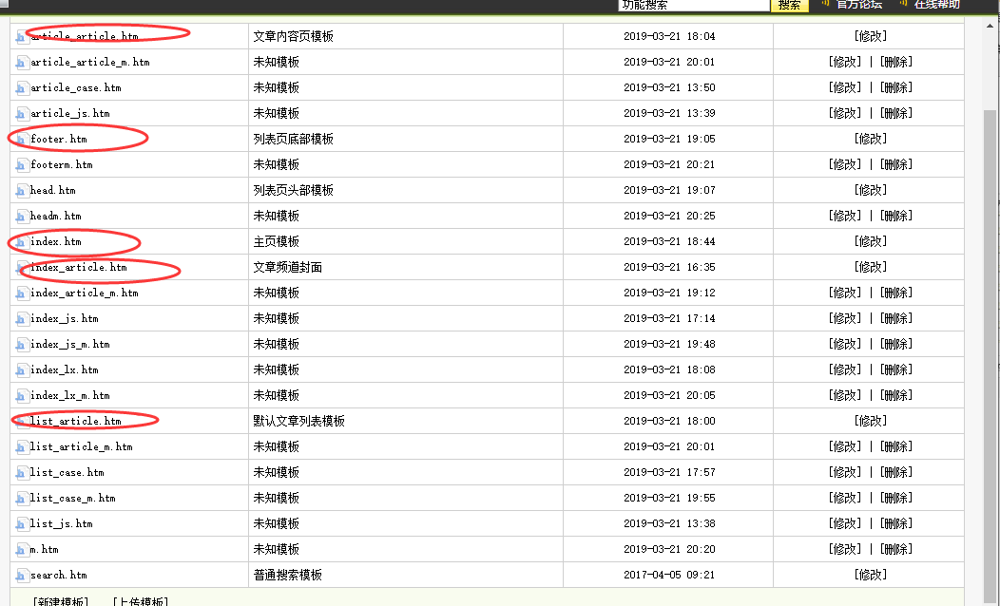 功能搜索 搜索 官方论坛 在线帮助
article_article.htm 文章内容页模板 2019-03-21 18:04 [修改]
article_article_m.htm 未知模板 2019-03-21 20:01 [修改] | [删除]
article_case.htm 未知模板 2019-03-21 13:50 [修改] | [删除]
article_js.htm 未知模板 2019-03-21 13:39 [修改] | [删除]
footer.htm 列表页底部模板 2019-03-21 19:05 [修改]
footerm.htm 未知模板 2019-03-21 20:21 [修改] | [删除]
head.htm 列表页头部模板 2019-03-21 19:07 [修改]
headm.htm 未知模板 2019-03-21 20:25 [修改] | [删除]
index.htm 主页模板 2019-03-21 18:44 [修改]
index_article.htm 文章频道封面 2019-03-21 16:35 [修改]
index_article_m.htm 未知模板 2019-03-21 19:12 [修改] | [删除]
index_js.htm 未知模板 2019-03-21 17:14 [修改] | [删除]
index_js_m.htm 未知模板 2019-03-21 19:48 [修改] | [删除]
index_lx.htm 未知模板 2019-03-21 18:08 [修改] | [删除]
index_lx_m.htm 未知模板 2019-03-21 20:05 [修改] | [删除]
list_article.htm 默认文章列表模板 2019-03-21 18:00 [修改]
list_article_m.htm 未知模板 2019-03-21 20:01 [修改] | [删除]
list_case.htm 未知模板 2019-03-21 17:57 [修改] | [删除]
list_case_m.htm 未知模板 2019-03-21 19:55 [修改] | [删除]
list_js.htm 未知模板 2019-03-21 13:38 [修改] | [删除]
m.htm 未知模板 2019-03-21 20:20 [修改] | [删除]
search.htm 普通搜索模板 2017-04-05 09:21 [修改]
[新建模板] [上传模板]